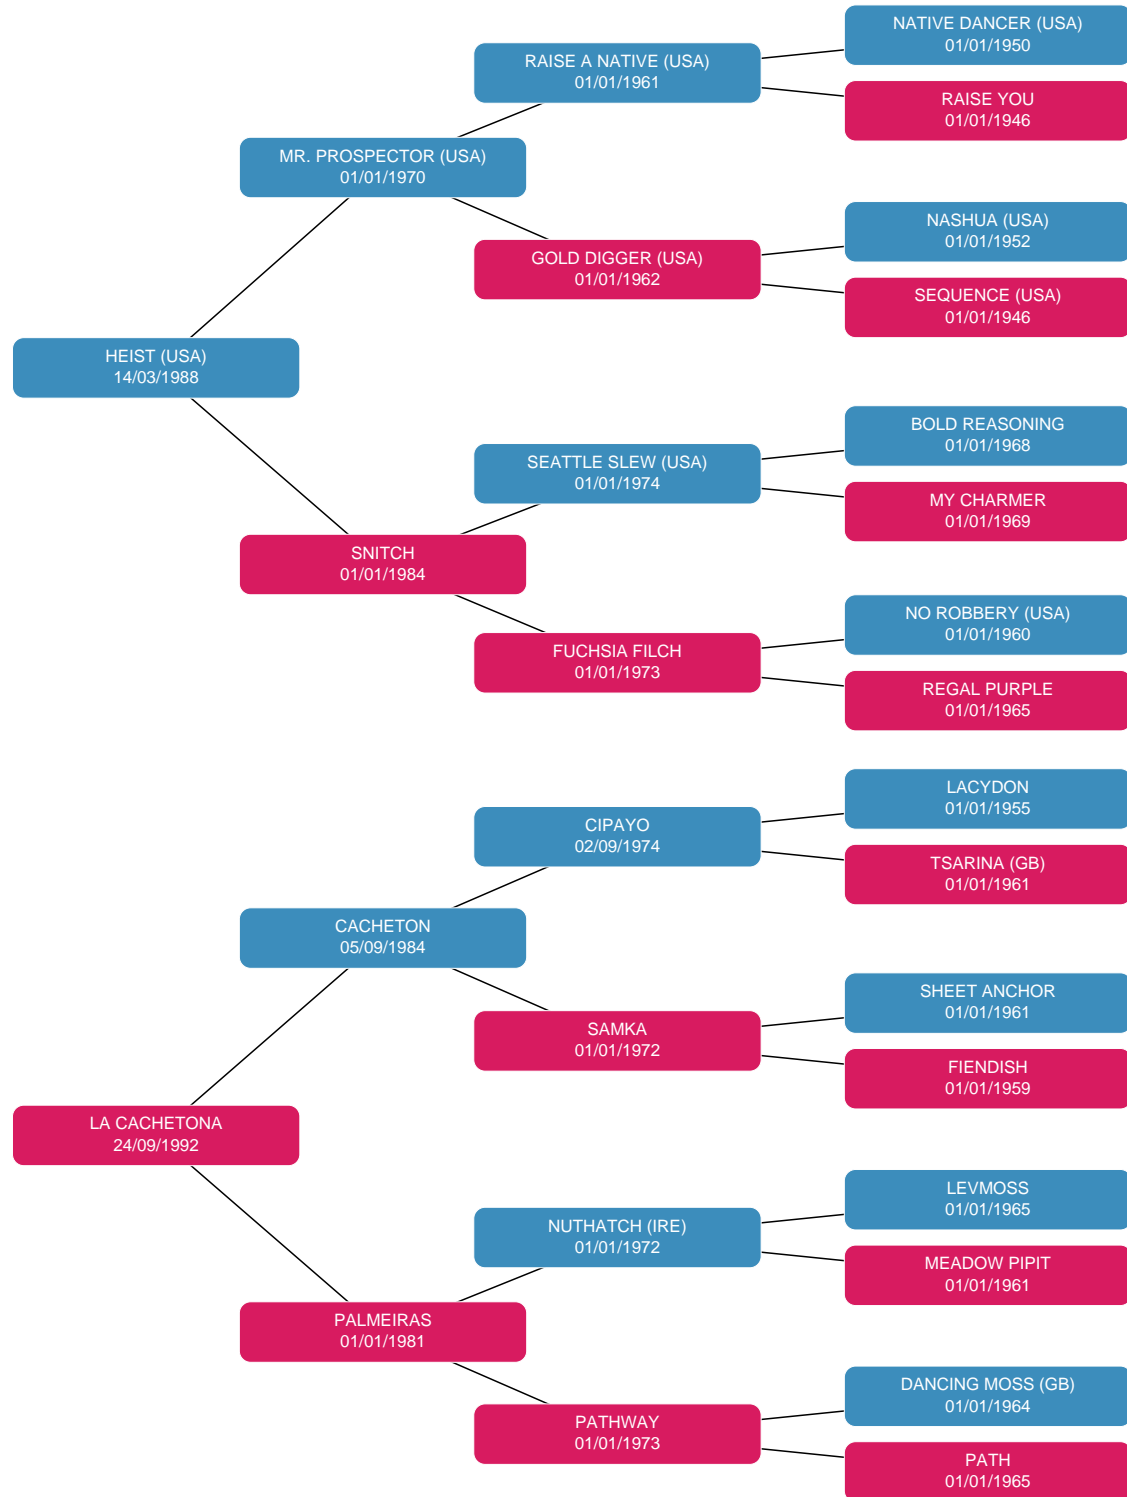 NATIVE DANCER (USA)
01/01/1950
RAISE A NATIVE (USA)
01/01/1961
RAISE YOU
01/01/1946
MR. PROSPECTOR (USA)
01/01/1970
NASHUA (USA)
01/01/1952
GOLD DIGGER (USA)
01/01/1962
SEQUENCE (USA)
01/01/1946
HEIST (USA)
14/03/1988
BOLD REASONING
01/01/1968
SEATTLE SLEW (USA)
01/01/1974
MY CHARMER
01/01/1969
SNITCH
01/01/1984
NO ROBBERY (USA)
01/01/1960
FUCHSIA FILCH
01/01/1973
REGAL PURPLE
01/01/1965
LACYDON
01/01/1955
CIPAYO
02/09/1974
TSARINA (GB)
01/01/1961
CACHETON
05/09/1984
SHEET ANCHOR
01/01/1961
SAMKA
01/01/1972
FIENDISH
01/01/1959
LA CACHETONA
24/09/1992
LEVMOSS
01/01/1965
NUTHATCH (IRE)
01/01/1972
MEADOW PIPIT
01/01/1961
PALMEIRAS
01/01/1981
DANCING MOSS (GB)
01/01/1964
PATHWAY
01/01/1973
PATH
01/01/1965